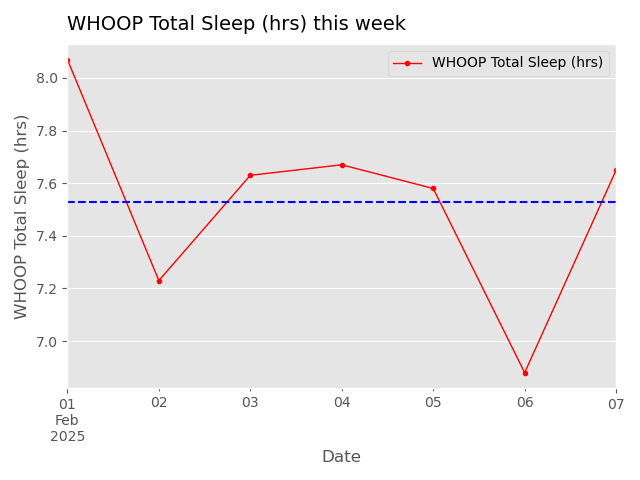 WHOOP Total Sleep (hrs) this week
WHOOP Total Sleep (hrs)
WHOOP Total Sleep (hrs)
8.0
7.8
7.6
7.4
7.2
7.0
01 02 03 04 05 06 07
Feb
2025
Date